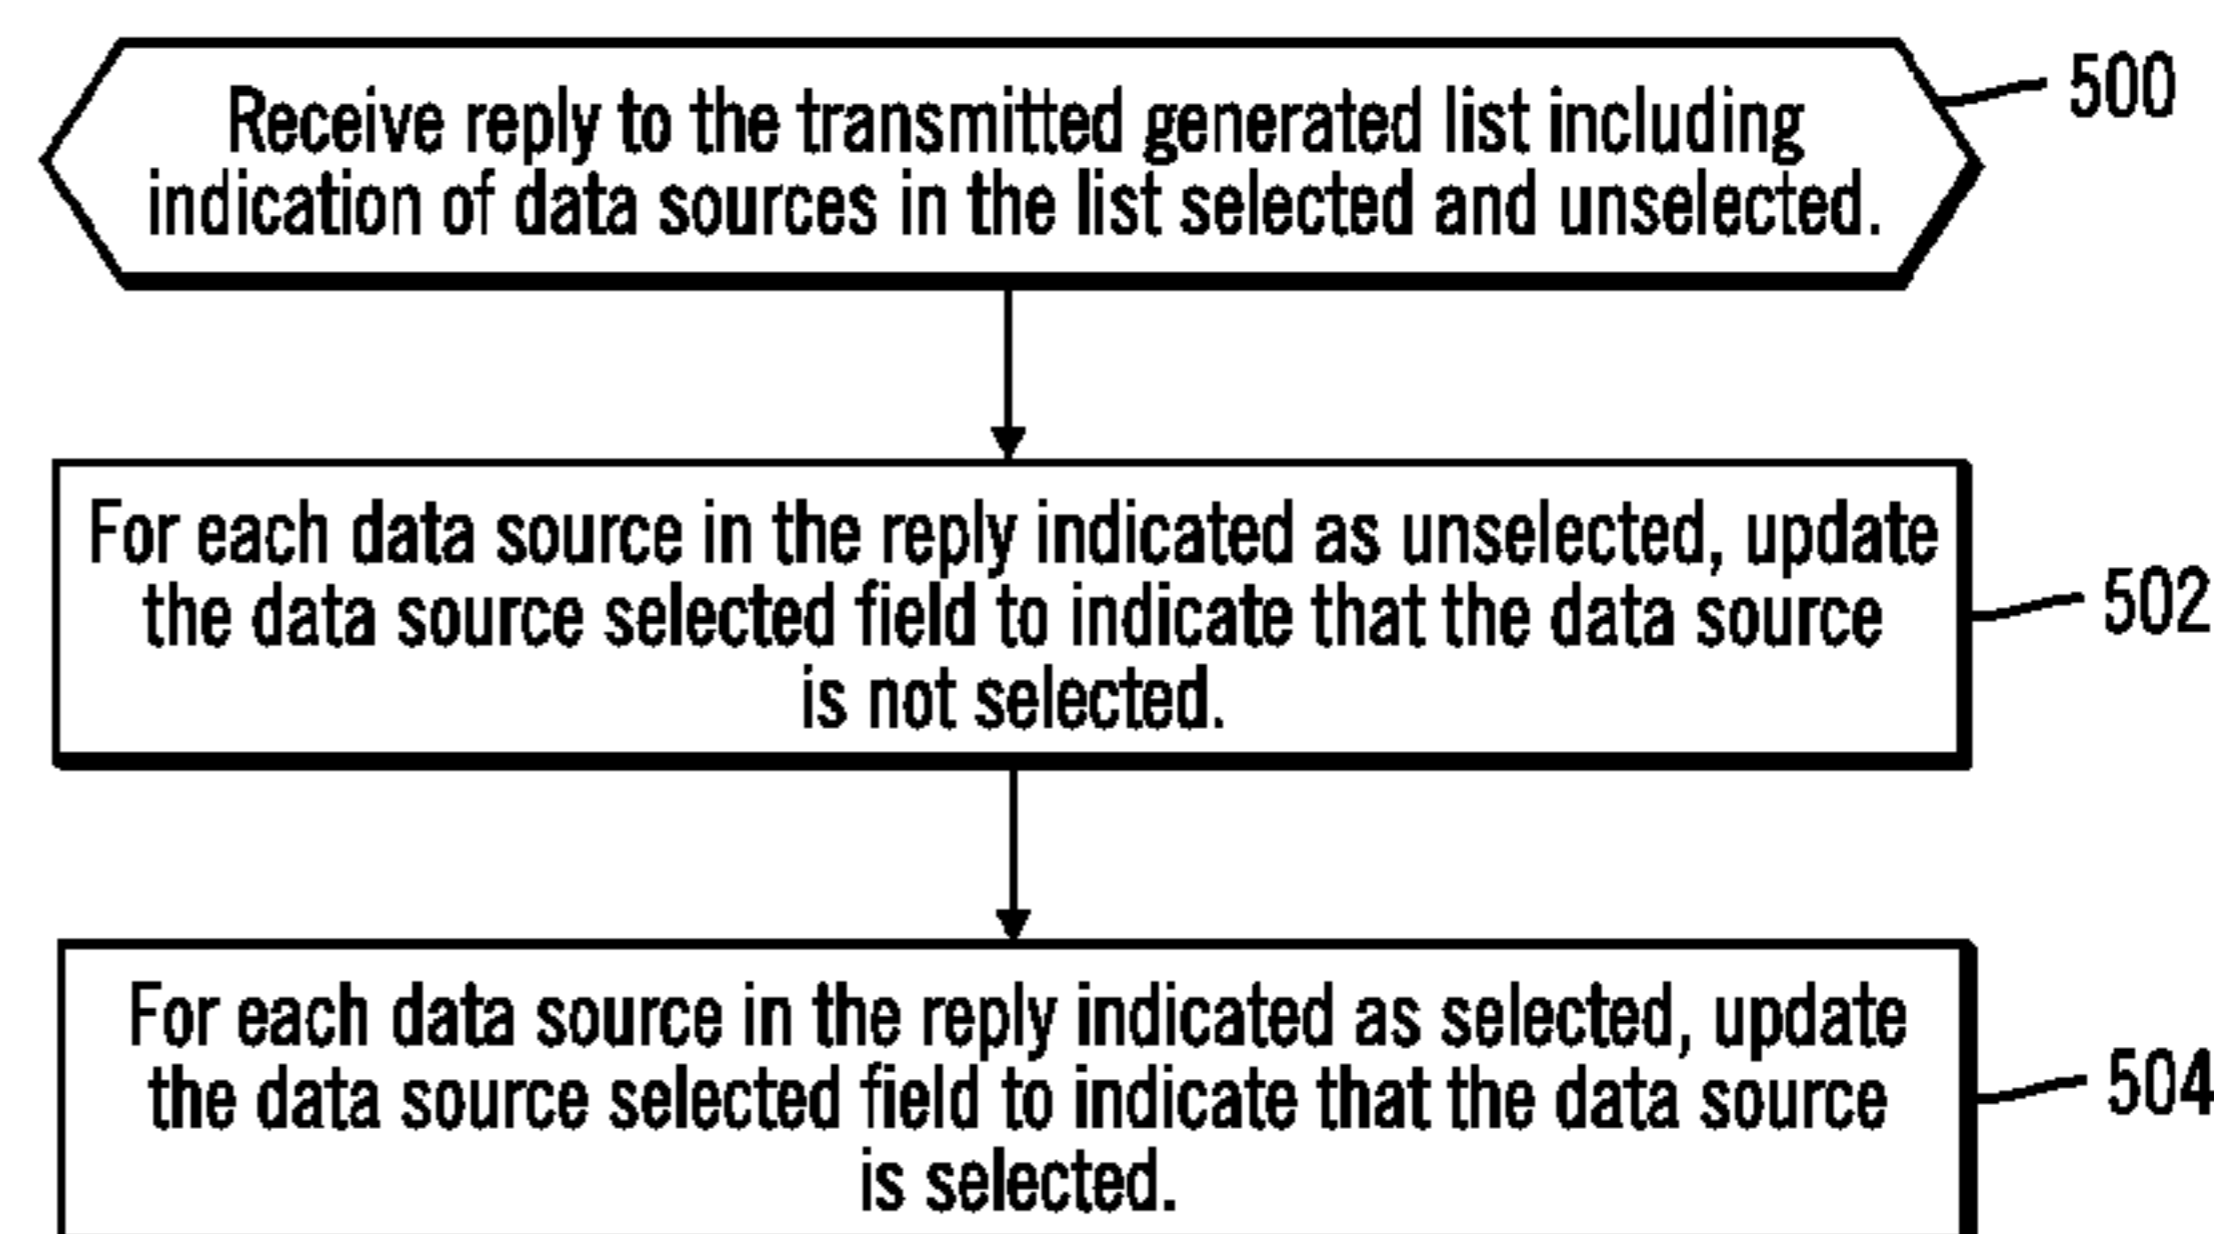 Receive reply to the transmitted generated list including
indication of data sources in the list selected and unselected.
500
For each data source in the reply indicated as unselected, update
the data source selected field to indicate that the data source
is not selected.
502
For each data source in the reply indicated as selected, update
the data source selected field to indicate that the data source
is selected.
504